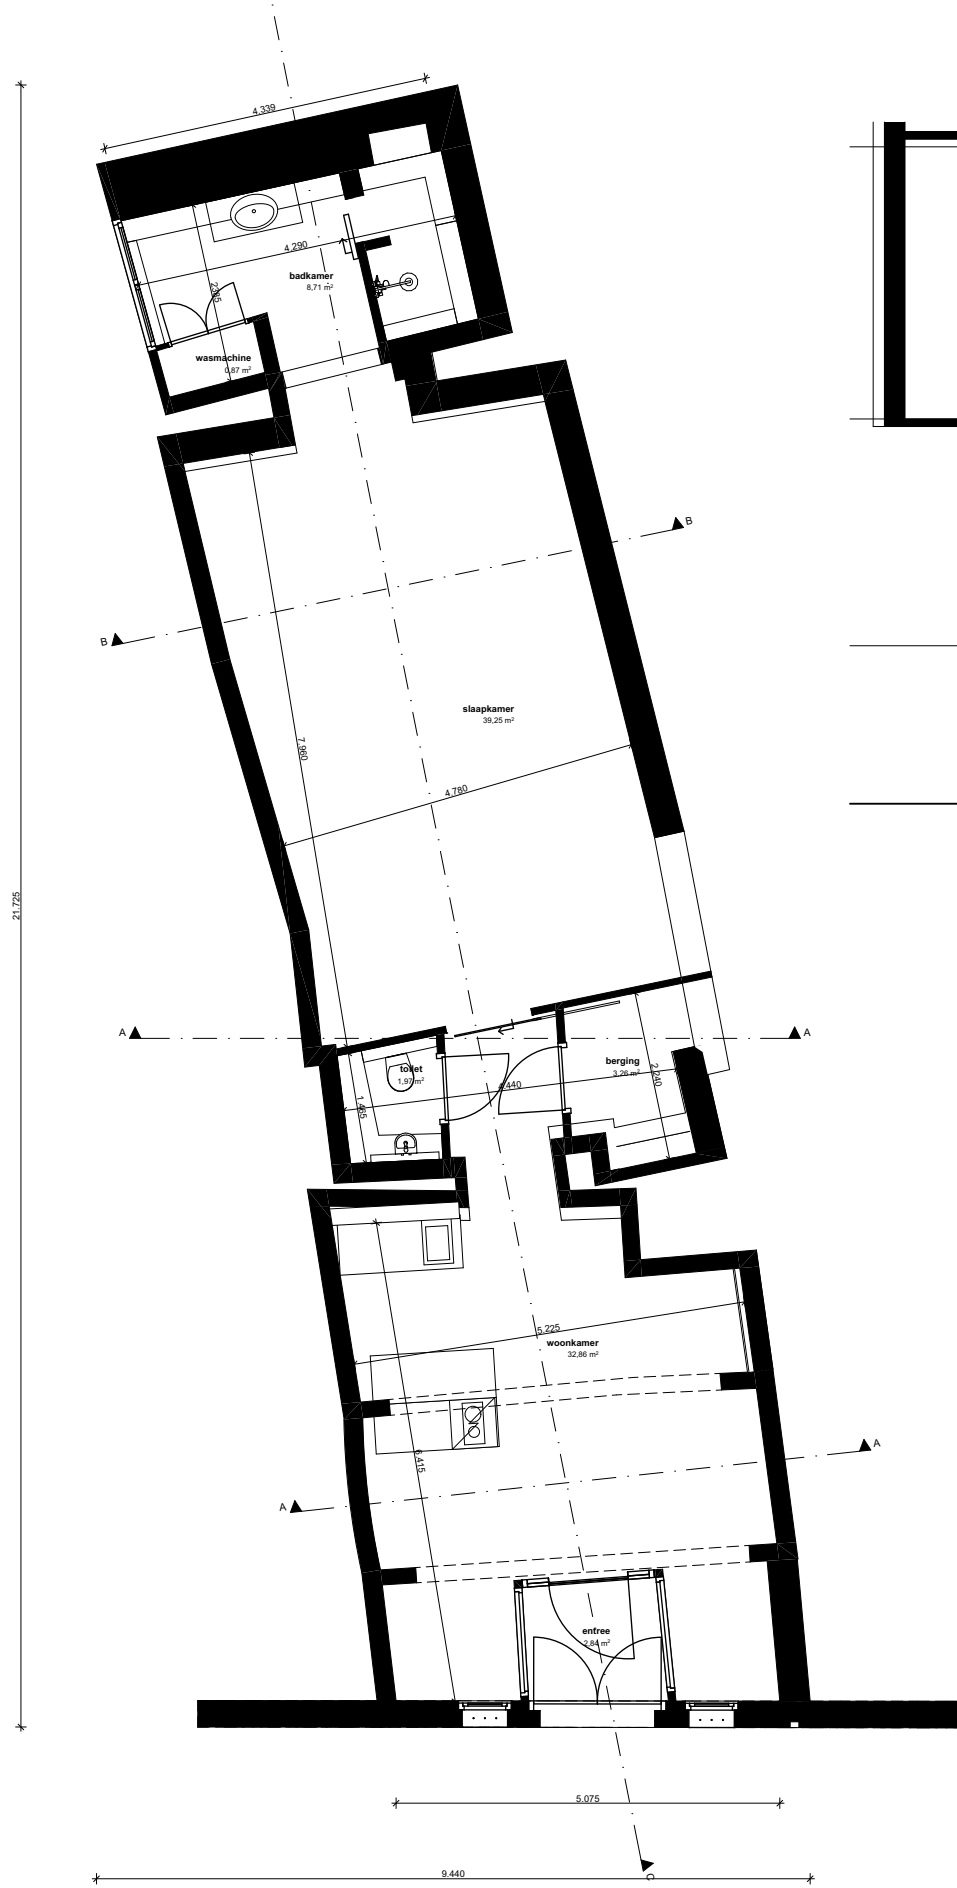 4.339
4.290
badkamer
8,71 m²
2385
wasmachine
0,87 m²
B
B
slaapkamer
39,25 m²
7.960
4.780
21.725
A
A
toilet
1,97 m²
berging
3,26 m²
4.440
2.240
1.465
5.225
woonkamer
32,86 m²
6.415
A
A
entree
2,84 m²
5.075
9.440
C